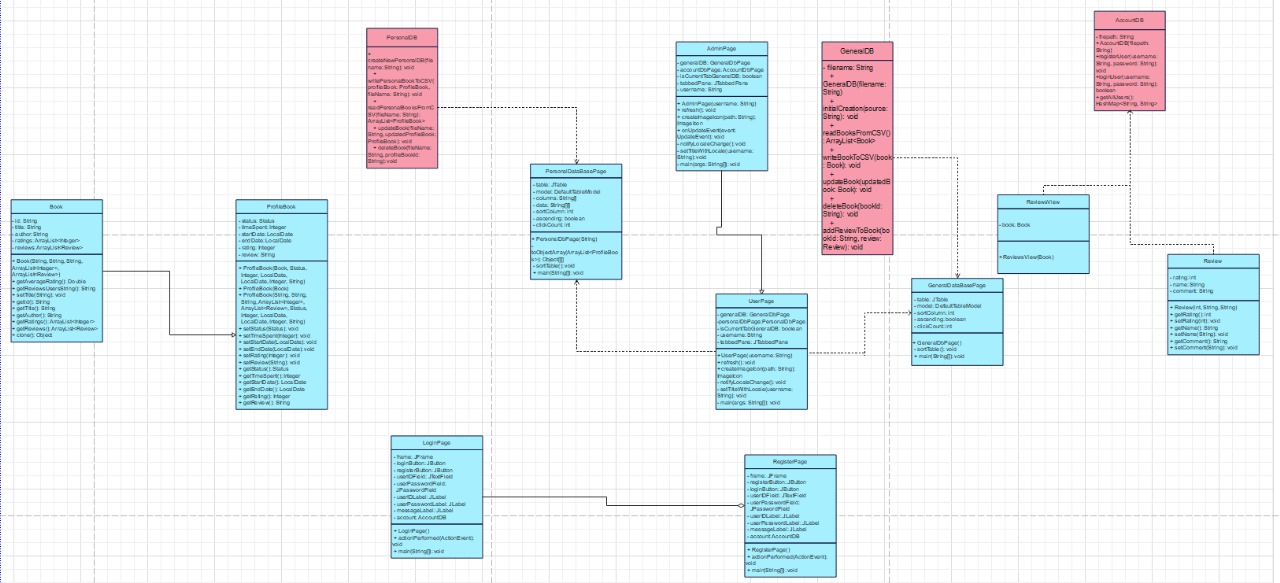 PersonalDB
+
createNewPersonalDB(file
name: String): void
+
writePersonalBookToCSV(
profileBook: ProfileBook,
fileName: String): void
+
readPersonalBooksFromC
SV(fileName: String):
ArrayList<ProfileBook>
+ updateBook(fileName:
String, updatedProfileBook:
ProfileBook): void
+ deleteBook(fileName:
String, profileBookId:
String): void
AdminPage
- generalDB: GeneralDbPage
- accountDbPage: AccountDbPage
- isCurrentTabGeneralDB: boolean
- tabbedPane: JTabbedPane
- username: String
+ AdminPage(username: String)
+ refresh(): void
+ createImageIcon(path: String):
ImageIcon
+ onUpdateEvent(event:
UpdateEvent): void
- notifyLocaleChange(): void
- setTitleWithLocale(username:
String): void
- main(args: String[]): void
GeneralDB
- filename: String
+
GeneralDB(filename:
String)
+
initialCreation(source:
String): void
+
readBooksFromCSV():
ArrayList<Book>
+
writeBookToCSV(book
: Book): void
+
updateBook(updatedB
ook: Book): void
+
deleteBook(bookId:
String): void
+
addReviewToBook(bo
okId: String, review:
Review): void
AccountDB
- filepath: String
+ AccountDB(filepath:
String)
+registerUser(username:
String, password: String):
void
+ loginUser(username:
String, password: String):
boolean
+ getAllUsers():
HashMap<String, String>
PersonalDataBasePage
- table: JTable
- model: DefaultTableModel
- columns: String[]
- data: String[][]
- sortColumn: int
- ascending: boolean
- clickCount: int
+ PersonalDbPage(String)
-
toObjectArray(ArrayList<ProfileBoo
k>): Object[][]
- sortTable(): void
+ main(String[]): void
Book
- id: String
- title: String
- author: String
- ratings: ArrayList<Integer>
- reviews: ArrayList<Review>
+ Book(String, String, String,
ArrayList<Integer>,
ArrayList<Review>)
+ getAverageRating(): Double
+ getReviewsUsersString(): String
+ setTitle(String): void
+ getId(): String
+ getTitle(): String
+ getAuthor(): String
+ getRatings(): ArrayList<Integer>
+ getReviews(): ArrayList<Review>
+ clone(): Object
ProfileBook
- status: Status
- timeSpent: Integer
- startDate: LocalDate
- endDate: LocalDate
- rating: Integer
- review: String
+ ProfileBook(Book, Status,
Integer, LocalDate,
LocalDate, Integer, String)
+ ProfileBook(Book)
+ ProfileBook(String, String,
String, ArrayList<Integer>,
ArrayList<Review>, Status,
Integer, LocalDate,
LocalDate, Integer, String)
+ setStatus(Status): void
+ setTimeSpent(Integer): void
+ setStartDate(LocalDate): void
+ setEndDate(LocalDate): void
+ setRating(Integer): void
+ setReview(String): void
+ getStatus(): Status
+ getTimeSpent(): Integer
+ getStartDate(): LocalDate
+ getEndDate(): LocalDate
+ getRating(): Integer
+ getReview(): String
ReviewsView
- book: Book
+ ReviewsView(Book)
Review
- rating: int
- name: String
- comment: String
+ Review(int, String, String)
+ getRating(): int
+ setRating(int): void
+ getName(): String
+ setName(String): void
+ getComment(): String
+ setComment(String): void
GeneralDataBasePage
- table: JTable
- model: DefaultTableModel
- sortColumn: int
- ascending: boolean
- clickCount: int
+ GeneralDbPage()
- sortTable(): void
+ main(String[]): void
UserPage
- generalDB: GeneralDbPage
- personalDbPage: PersonalDbPage
- isCurrentTabGeneralDB: boolean
- username: String
- tabbedPane: JTabbedPane
+ UserPage(username: String)
+ refresh(): void
+ createImageIcon(path: String):
ImageIcon
- notifyLocaleChange(): void
- setTitleWithLocale(username:
String): void
- main(args: String[]): void
LoginPage
- frame: JFrame
- loginButton: JButton
- registerButton: JButton
- userIDField: JTextField
- userPasswordField:
JPasswordField
- userIDLabel: JLabel
- userPasswordLabel: JLabel
- messageLabel: JLabel
- account: AccountDB
+ LoginPage()
+ actionPerformed(ActionEvent):
void
+ main(String[]): void
RegisterPage
- frame: JFrame
- registerButton: JButton
- loginButton: JButton
- userIDField: JTextField
- userPasswordField:
JPasswordField
- userIDLabel: JLabel
- userPasswordLabel: JLabel
- messageLabel: JLabel
- account: AccountDB
+ RegisterPage()
+ actionPerformed(ActionEvent):
void
+ main(String[]): void